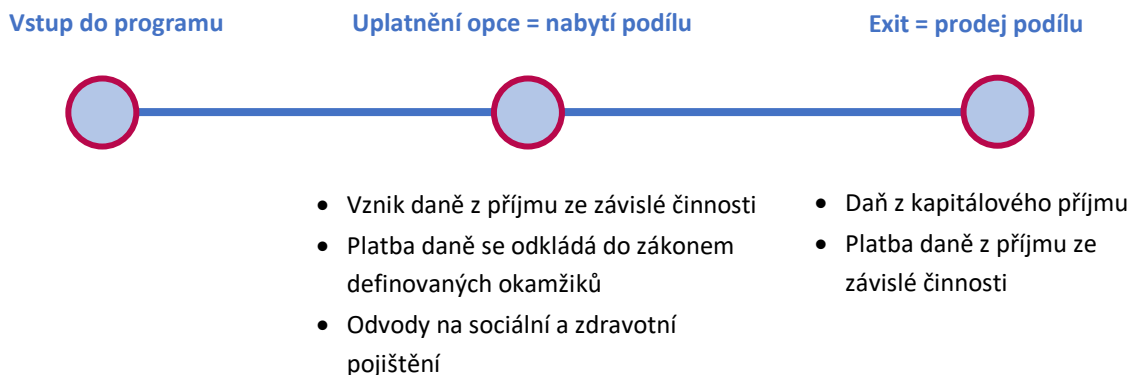 Vstup do programu
Uplatnění opce = nabytí podílu
Exit = prodej podílu
• Vznik daně z příjmu ze závislé činnosti
• Platba daně se odkládá do zákonem
definovaných okamžiků
• Odvody na sociální a zdravotní
pojištění
• Daň z kapitálového příjmu
• Platba daně z příjmu ze
závislé činnosti